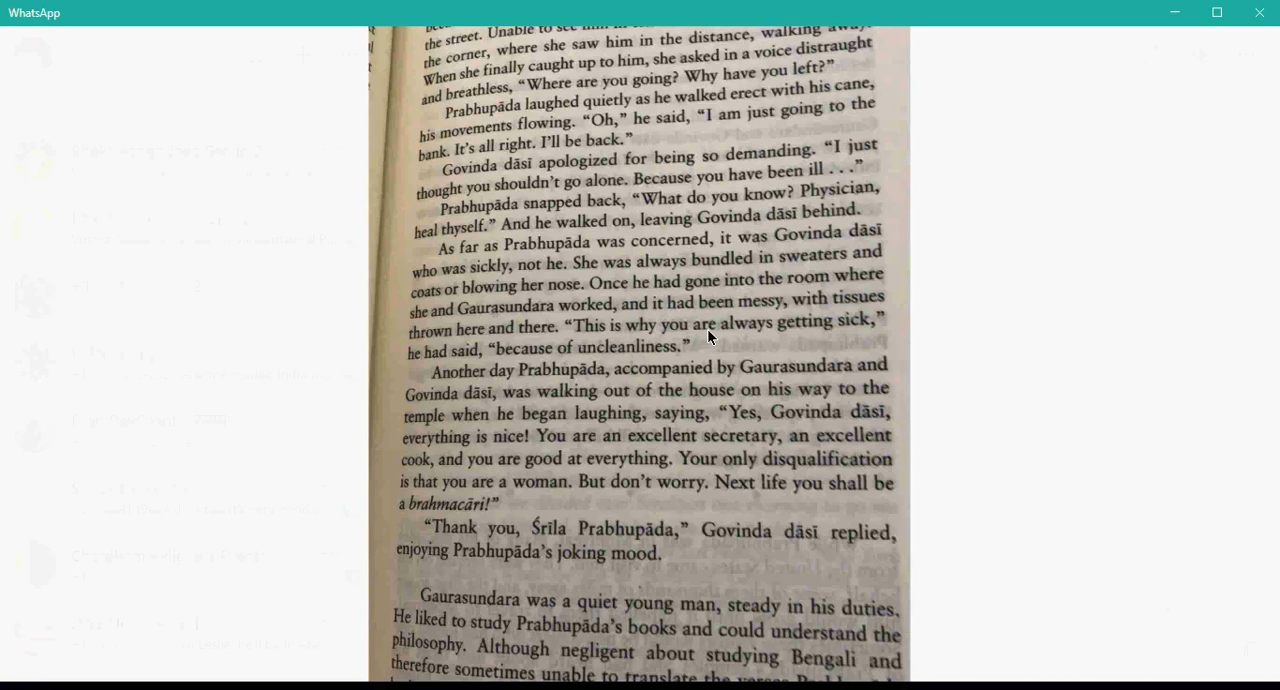 WhatsApp
the street. Unable to see him in
the corner, where she saw him in the distance, walking away.
When she finally caught up to him, she asked in a voice distraught
and breathless, “Where are you going? Why have you left?”
Prabhupāda laughed quietly as he walked erect with his cane,
his movements flowing. “Oh,” he said, “I am just going to the
bank. It’s all right. I’ll be back.”
Govinda dāsī apologized for being so demanding. “I just
thought you shouldn’t go alone. Because you have been ill . . .”
Prabhupāda snapped back, “What do you know? Physician,
heal thyself.” And he walked on, leaving Govinda dāsī behind.
As far as Prabhupāda was concerned, it was Govinda dāsī
who was sickly, not he. She was always bundled in sweaters and
coats or blowing her nose. Once he had gone into the room where
she and Gaurasundara worked, and it had been messy, with tissues
thrown here and there. “This is why you are always getting sick,”
he had said, “because of uncleanliness.”
Another day Prabhupāda, accompanied by Gaurasundara and
Govinda dāsī, was walking out of the house on his way to the
temple when he began laughing, saying, “Yes, Govinda dāsī,
everything is nice! You are an excellent secretary, an excellent
cook, and you are good at everything. Your only disqualification
is that you are a woman. But don’t worry. Next life you shall be
a brahmacāri!”
“Thank you, Śrīla Prabhupāda,” Govinda dāsī replied,
enjoying Prabhupāda’s joking mood.
Gaurasundara was a quiet young man, steady in his duties.
He liked to study Prabhupāda’s books and could understand the
philosophy. Although negligent about studying Bengali and
therefore sometimes unable to translate the verses